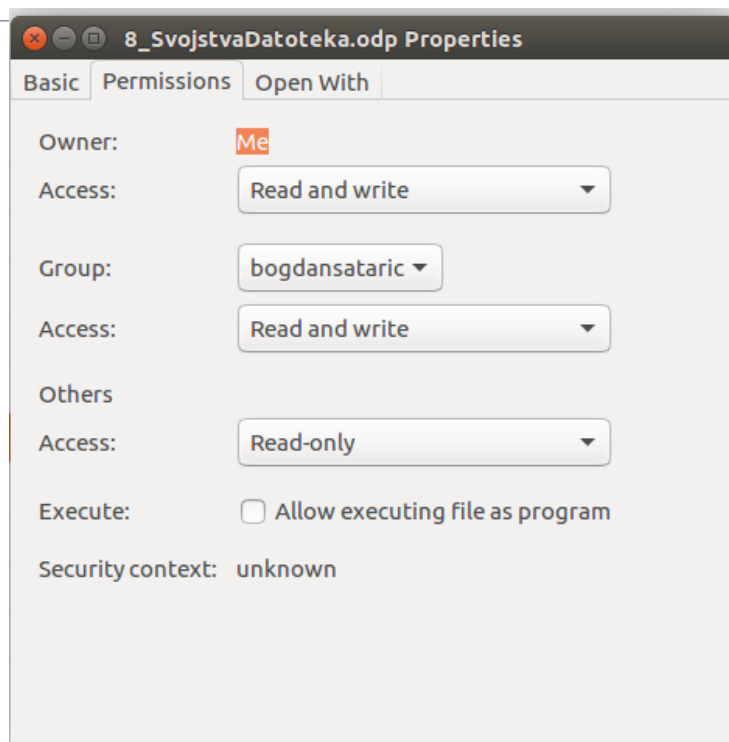 8_SvojstvaDatoteka.odp Properties
Basic Permissions Open With
Owner: Me
Access: Read and write
Group: bogdansataric
Access: Read and write
Others
Access: Read-only
Execute: Allow executing file as program
Security context: unknown